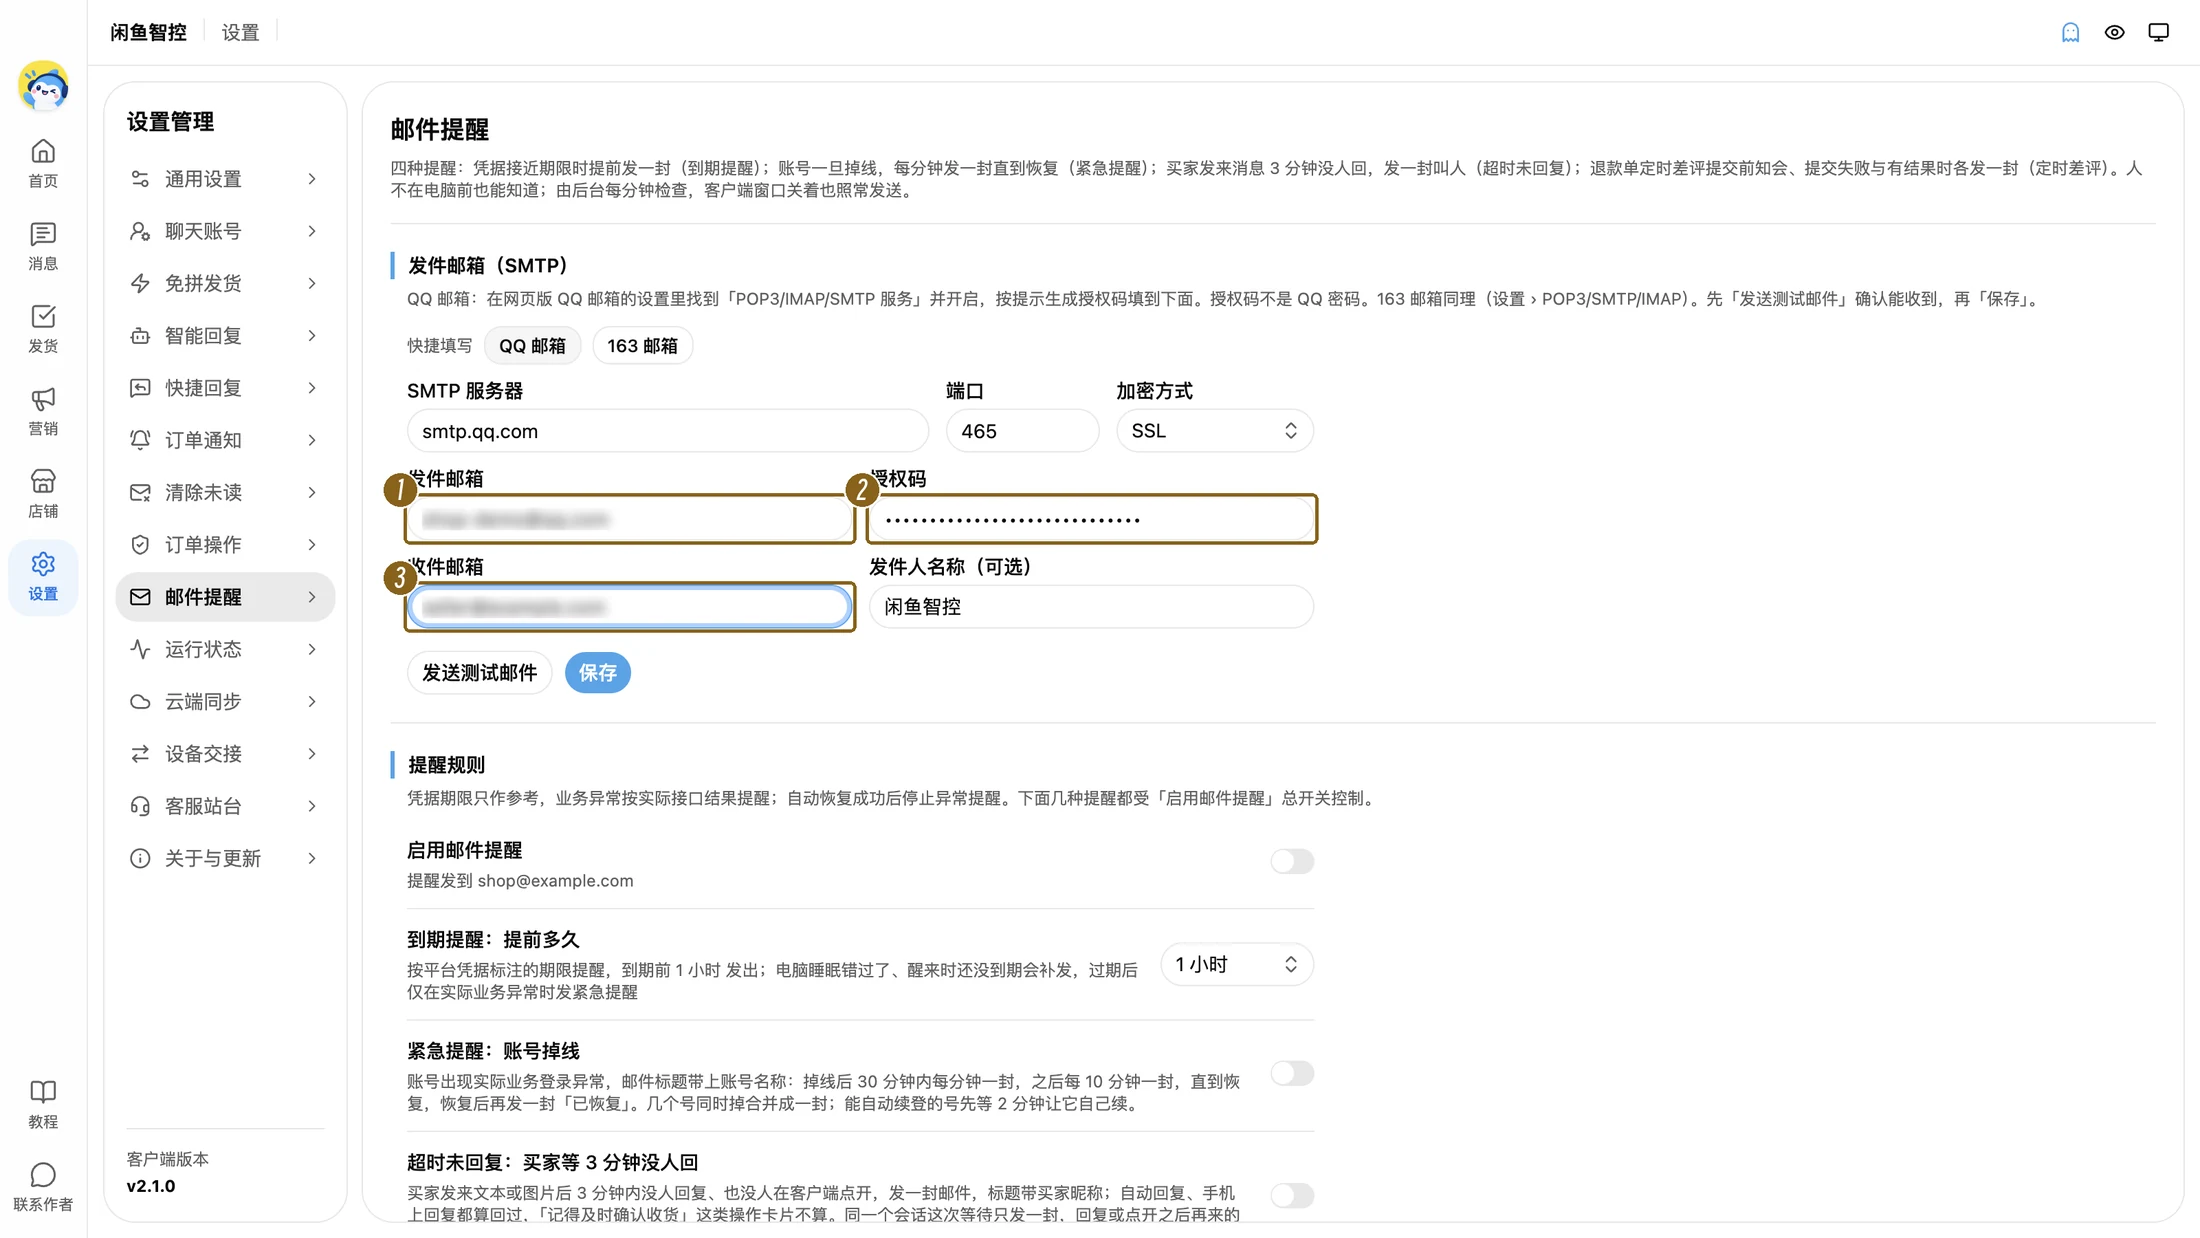 闲鱼智控
设置
首页
消息
发货
营销
店铺
设置
教程
联系作者
设置管理
通用设置
聊天账号
免拼发货
智能回复
快捷回复
订单通知
清除未读
订单操作
邮件提醒
运行状态
云端同步
设备交接
客服站台
关于与更新
客户端版本
v2.1.0
邮件提醒
四种提醒：凭据接近期限时提前发一封（到期提醒）；账号一旦掉线，每分钟发一封直到恢复（紧急提醒）；买家发来消息 3 分钟没人回，发一封叫人（超时未回复）；退款单定时差评提交前知会、提交失败与有结果时各发一封（定时差评）。人
不在电脑前也能知道；由后台每分钟检查，客户端窗口关着也照常发送。
发件邮箱（SMTP）
QQ 邮箱：在网页版 QQ 邮箱的设置里找到「POP3/IMAP/SMTP 服务」并开启，按提示生成授权码填到下面。授权码不是 QQ 密码。163 邮箱同理（设置 › POP3/SMTP/IMAP）。先「发送测试邮件」确认能收到，再「保存」。
快捷填写
QQ 邮箱
163 邮箱
SMTP 服务器
端口
加密方式
smtp.qq.com
465
SSL
1
发件邮箱
2
授权码
3
收件邮箱
发件人名称（可选）
闲鱼智控
发送测试邮件
保存
提醒规则
凭据期限只作参考，业务异常按实际接口结果提醒；自动恢复成功后停止异常提醒。下面几种提醒都受「启用邮件提醒」总开关控制。
启用邮件提醒
提醒发到 shop@example.com
到期提醒：提前多久
按平台凭据标注的期限提醒，到期前 1 小时 发出；电脑睡眠错过了、醒来时还没到期会补发，过期后
仅在实际业务异常时发紧急提醒
1 小时
紧急提醒：账号掉线
账号出现实际业务登录异常，邮件标题带上账号名称：掉线后 30 分钟内每分钟一封，之后每 10 分钟一封，直到恢
复，恢复后再发一封「已恢复」。几个号同时掉合并成一封；能自动续登的号先等 2 分钟让它自己续。
超时未回复：买家等 3 分钟没人回
买家发来文本或图片后 3 分钟内没人回复、也没人在客户端点开，发一封邮件，标题带买家昵称；自动回复、手机
上回复都算回过，「记得及时确认收货」这类操作卡片不算。同一个会话这次等待只发一封，回复或点开之后再来的